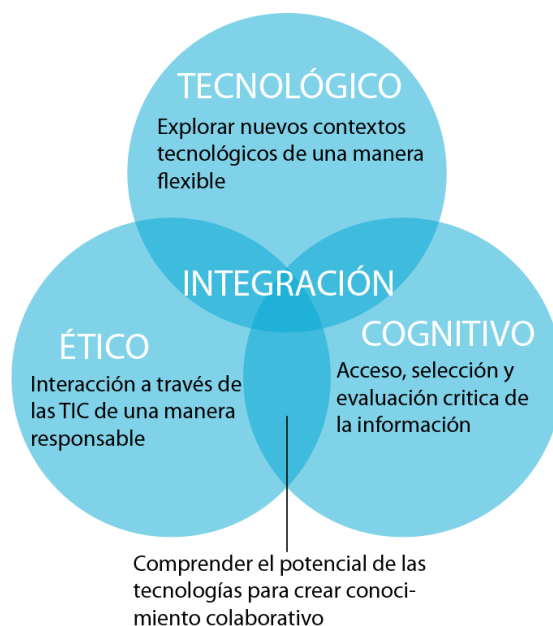 TECNOLÓGICO
Explorar nuevos contextos
tecnológicos de una manera
flexible
INTEGRACIÓN
ÉTICO
Interacción a través de
las TIC de una manera
responsable
COGNITIVO
Acceso, selección y
evaluación critica de
la información
Comprender el potencial de las
tecnologías para crear conoci-
miento colaborativo